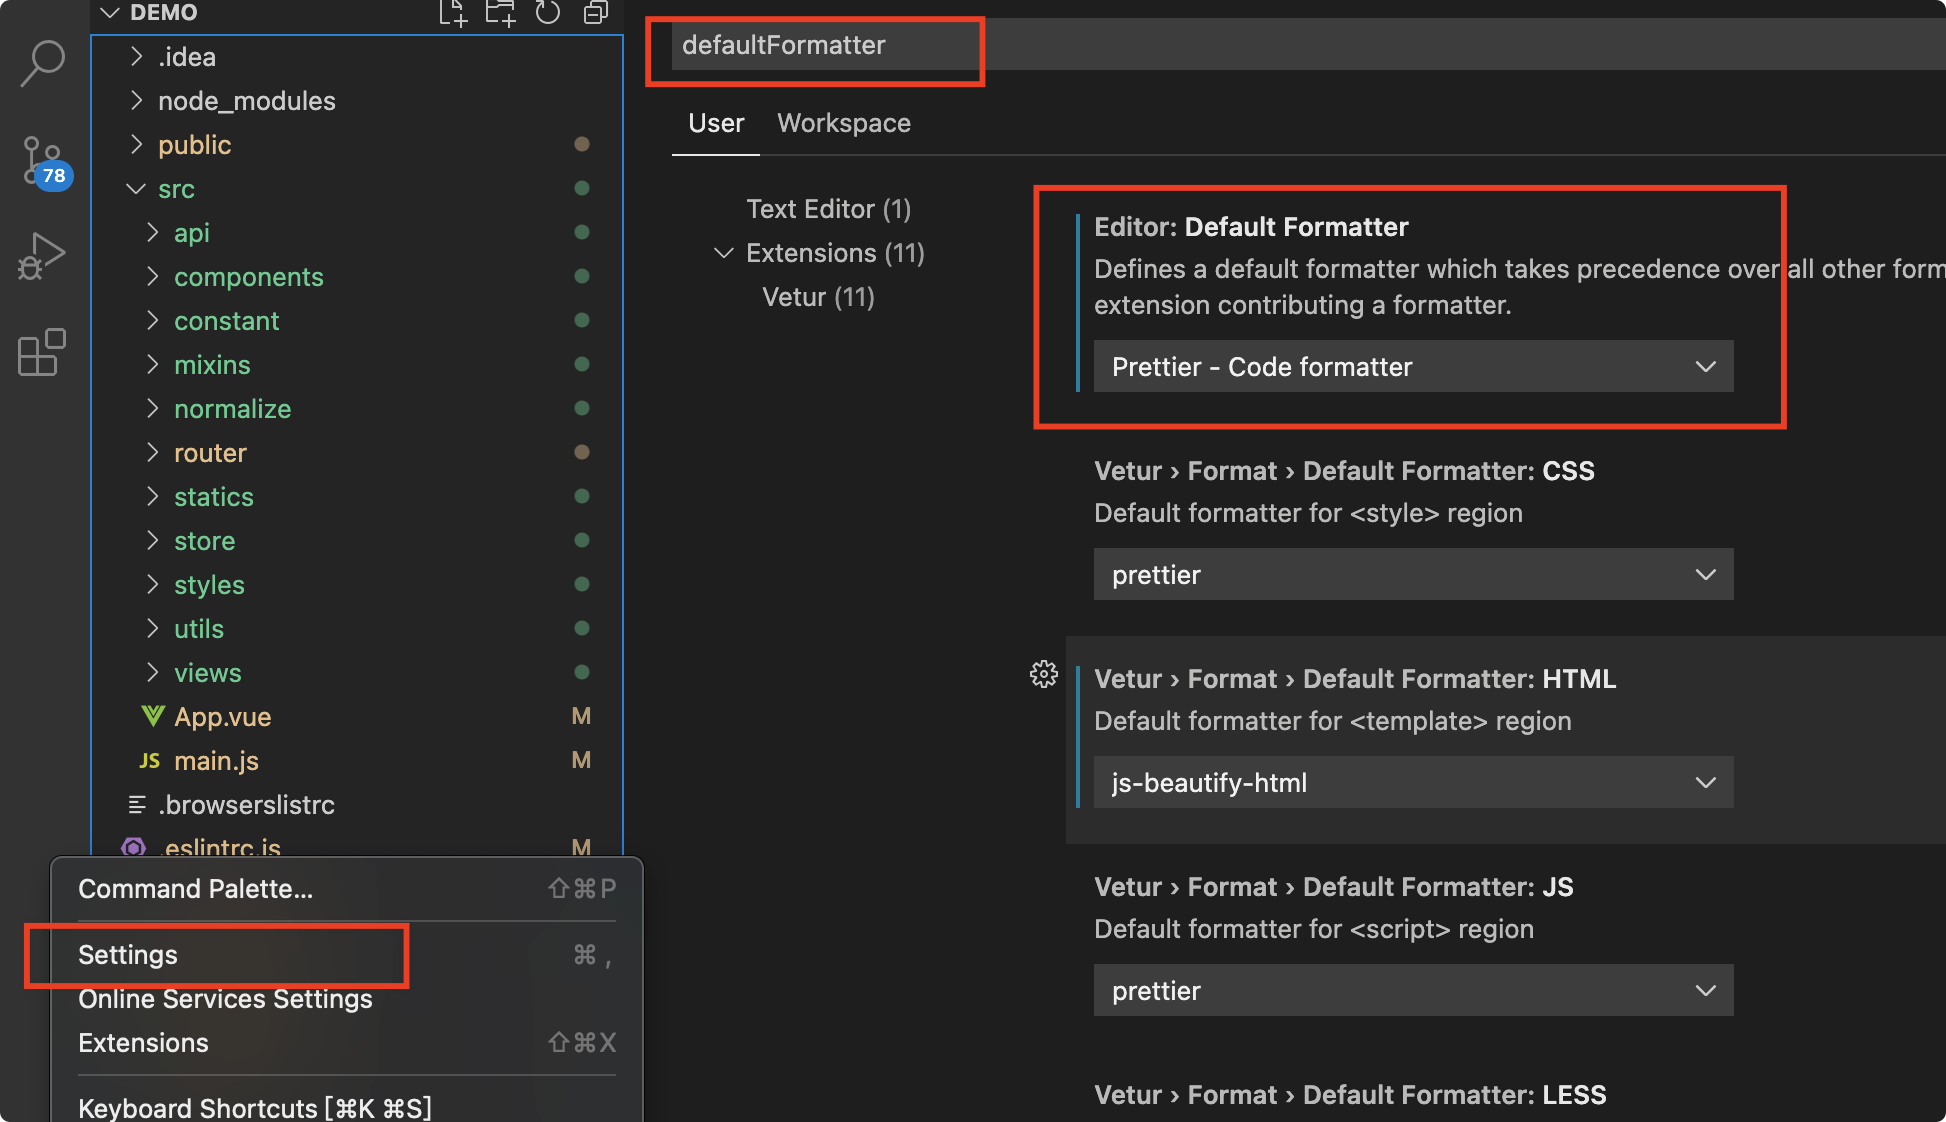 DEMO
.idea
node_modules
public
src
api
components
constant
mixins
normalize
router
statics
store
styles
utils
views
App.vue M
JS main.js M
.browserslistrc
.eslintrc.js M
78
Command Palette... ⇧⌘P
Settings ⌘ ,
Online Services Settings
Extensions ⇧⌘X
Keyboard Shortcuts [⌘K ⌘S]
defaultFormatter
User Workspace
Text Editor (1)
Extensions (11)
Vetur (11)
Editor: Default Formatter
Defines a default formatter which takes precedence over all other form
extension contributing a formatter.
Prettier - Code formatter
Vetur › Format › Default Formatter: CSS
Default formatter for <style> region
prettier
Vetur › Format › Default Formatter: HTML
Default formatter for <template> region
js-beautify-html
Vetur › Format › Default Formatter: JS
Default formatter for <script> region
prettier
Vetur › Format › Default Formatter: LESS